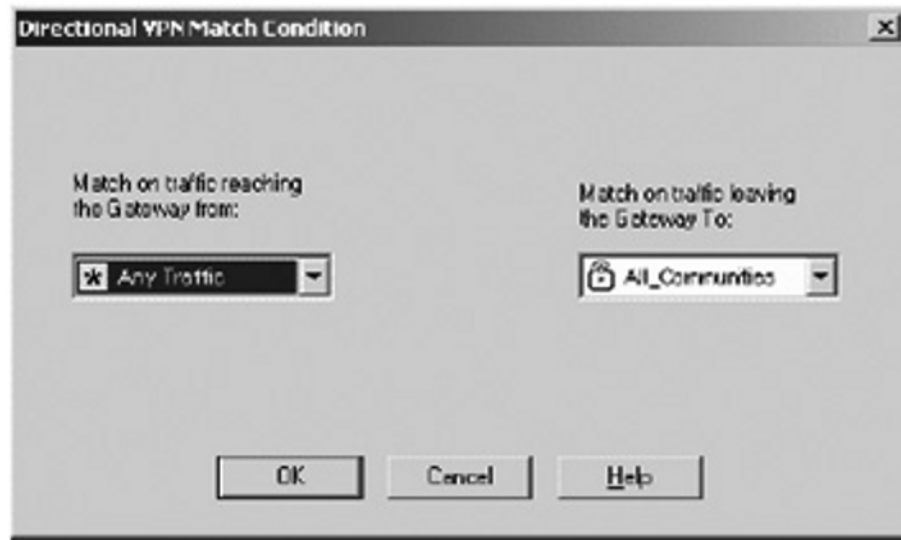 Directional VPN Match Condition
Match on traffic reaching
the Gateway from:
Any Traffic
Match on traffic leaving
the Gateway To:
All_Communities
OK
Cancel
Help